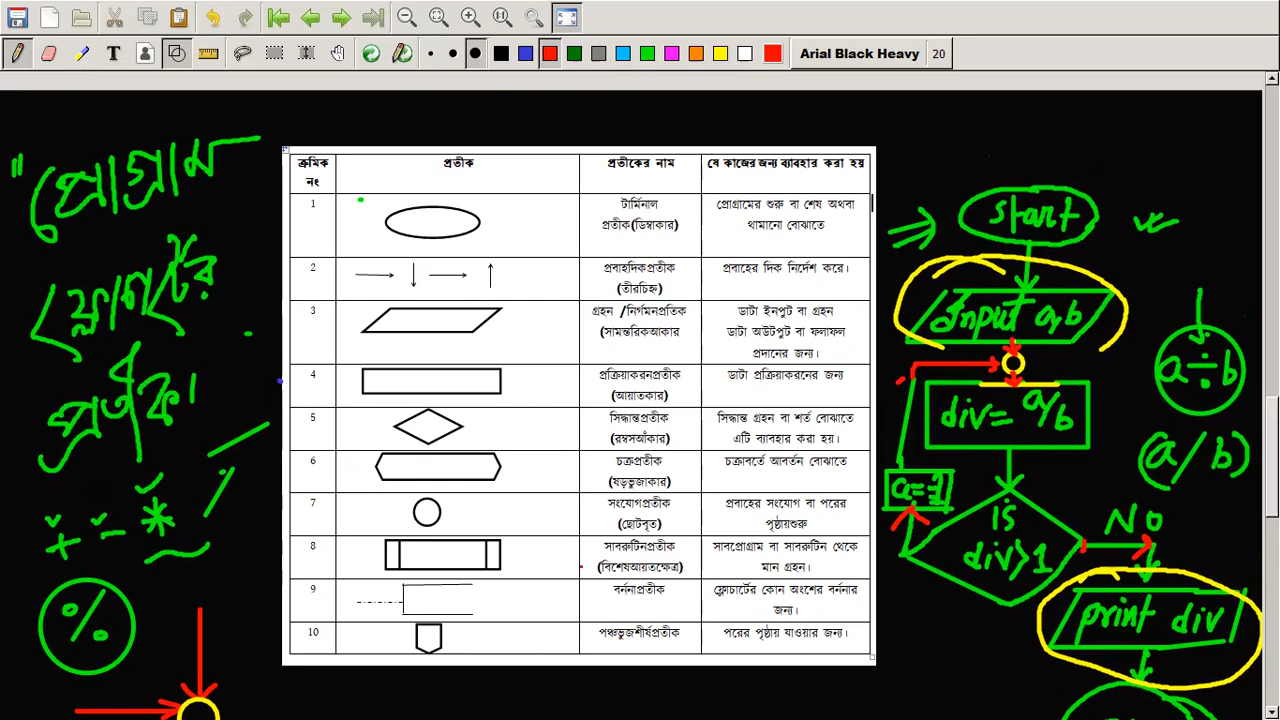 Arial Black Heavy 20
"প্রোগ্রাম
ফ্লোচার্টের
প্রতীক।
+ - *
%
ক্রমিক নং প্রতীক প্রতীকের নাম যে কাজের জন্য ব্যাবহার করা হয়
1 টার্মিনাল প্রোগ্রামের শুরু বা শেষ অথবা
প্রতীক(ডিম্বাকার) থামানো বোঝাতে
2 প্রবাহদিকপ্রতীক প্রবাহের দিক নির্দেশ করে।
(তীরচিহ্ন)
3 গ্রহন /নির্গমনপ্রতিক ডাটা ইনপুট বা গ্রহন
(সামন্তরিকআকার ডাটা অউটপুট বা ফলাফল
প্রদানের জন্য।
4 প্রক্রিয়াকরনপ্রতীক ডাটা প্রক্রিয়াকরনের জন্য
(আয়াতকার)
5 সিদ্ধান্তপ্রতীক সিদ্ধান্ত গ্রহন বা শর্ত বোঝাতে
(রম্বসআঁকার) এটি ব্যাবহার করা হয়।
6 চক্রপ্রতীক চক্রাবর্তে আবর্তন বোঝাতে
(ষড়ভুজাকার)
7 সংযোগপ্রতীক প্রবাহের সংযোগ বা পরের
(ছোটবৃত) পৃষ্ঠায়শুরু
8 সাবরুটিনপ্রতীক সাবপ্রোগ্রাম বা সাবরুটিন থেকে
(বিশেষআয়তক্ষেত্র) মান গ্রহন।
9 বর্ননাপ্রতীক ফ্লোচার্টের কোন অংশের বর্ননার
জন্য।
10 পঞ্চভুজশীর্ষপ্রতীক পরের পৃষ্ঠায় যাওয়ার জন্য।
start
Input a,b
a÷b
div= a/b
(a/b)
is
div>1
NO
print div